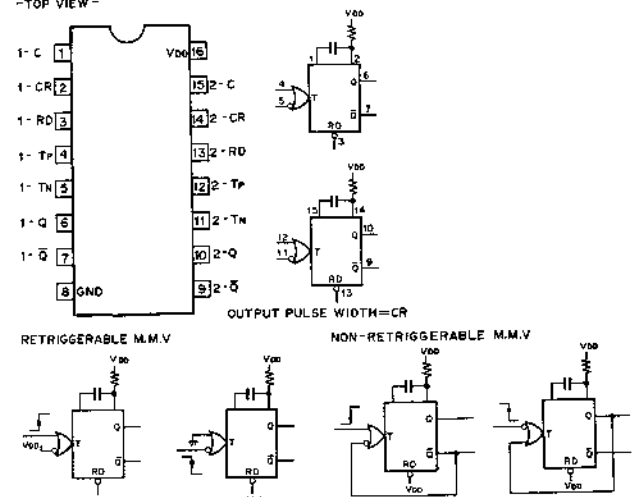 -TOP VIEW-
1-C 1
1-CR 2
1-RD 3
1-TP 4
1-TN 5
1-Q 6
1-Q̅ 7
8 GND
VDD 16
15 2-C
14 2-CR
13 2-RD
12 2-TP
11 2-TN
10 2-Q
9 2-Q̅
VDD
1 2
4 T Q 6
5 Q̅ 7
RD
3
VDD
15 14
12 T Q 10
11 Q̅ 9
RD
13
OUTPUT PULSE WIDTH=CR
RETRIGGERABLE M.M.V
NON-RETRIGGERABLE M.M.V
VDD
T Q
VDD Q̅
RD
VDD
T Q
Q̅
RD
VDD
T Q
Q̅
RD
VDD
VDD
T Q
Q̅
RD
VDD